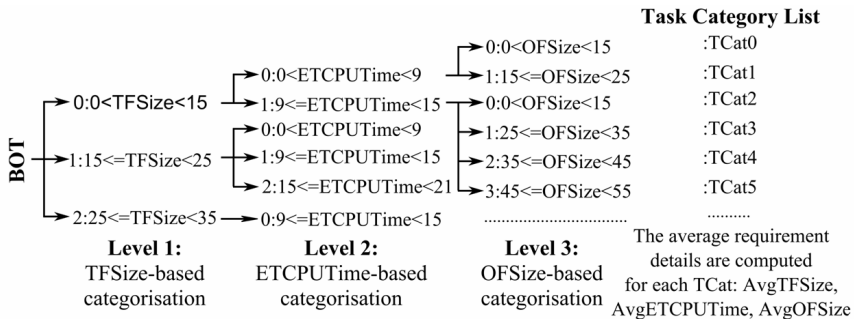 Task Category List
0:0<OFSize<15 :TCat0
0:0<ETCPUTime<9 1:15<=OFSize<25 :TCat1
0:0<TFSize<15 1:9<=ETCPUTime<15 0:0<OFSize<15 :TCat2
0:0<ETCPUTime<9 1:25<=OFSize<35 :TCat3
BOT 1:15<=TFSize<25 1:9<=ETCPUTime<15 2:35<=OFSize<45 :TCat4
2:15<=ETCPUTime<21 3:45<=OFSize<55 :TCat5
2:25<=TFSize<35 0:9<=ETCPUTime<15 ................................ ..........
Level 1:
TFSize-based
categorisation
Level 2:
ETCPUTime-based
categorisation
Level 3:
OFSize-based
categorisation
The average requirement
details are computed
for each TCat: AvgTFSize,
AvgETCPUTime, AvgOFSize